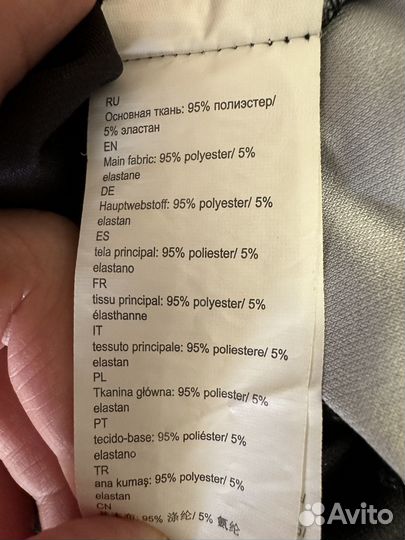 RU
Основная ткань: 95% полиэстер/
5% эластан
EN
Main fabric: 95% polyester/ 5%
elastane
DE
Hauptwebstoff: 95% polyester/ 5%
elastan
ES
tela principal: 95% poliester/ 5%
elastano
FR
tissu principal: 95% polyester/ 5%
élasthanne
IT
tessuto principale: 95% poliestere/ 5%
elastan
PL
Tkanina główna: 95% polyester/ 5%
elastan
PT
tecido-base: 95% poliéster/ 5%
elastano
TR
ana kumaş: 95% polyester/ 5%
elastan
CN
95% 涤纶/ 5% 氨纶
Avito